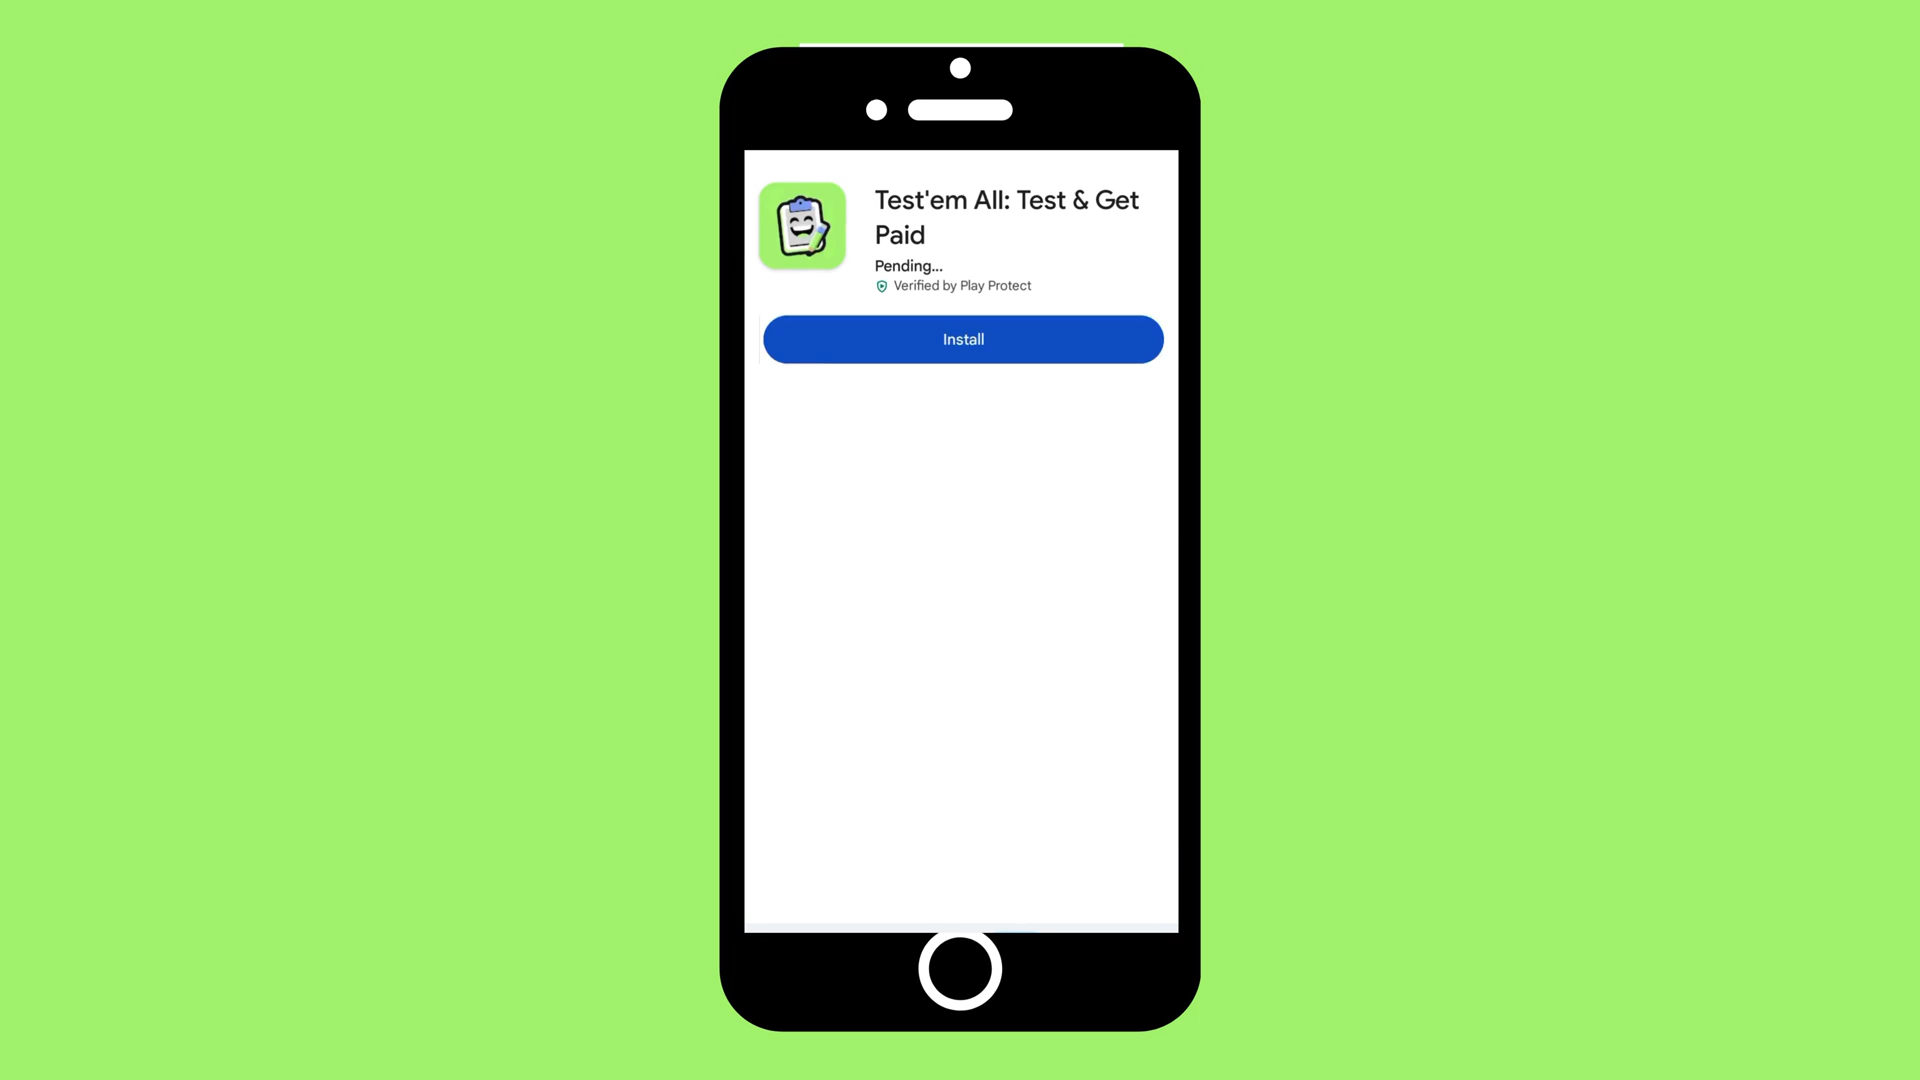 Test'em All: Test & Get
Paid
Pending...
Verified by Play Protect
Install